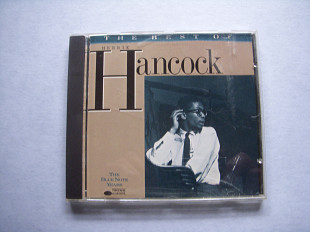 THE BEST OF
HERBIE
Hancock
THE
BLUE NOTE
YEARS